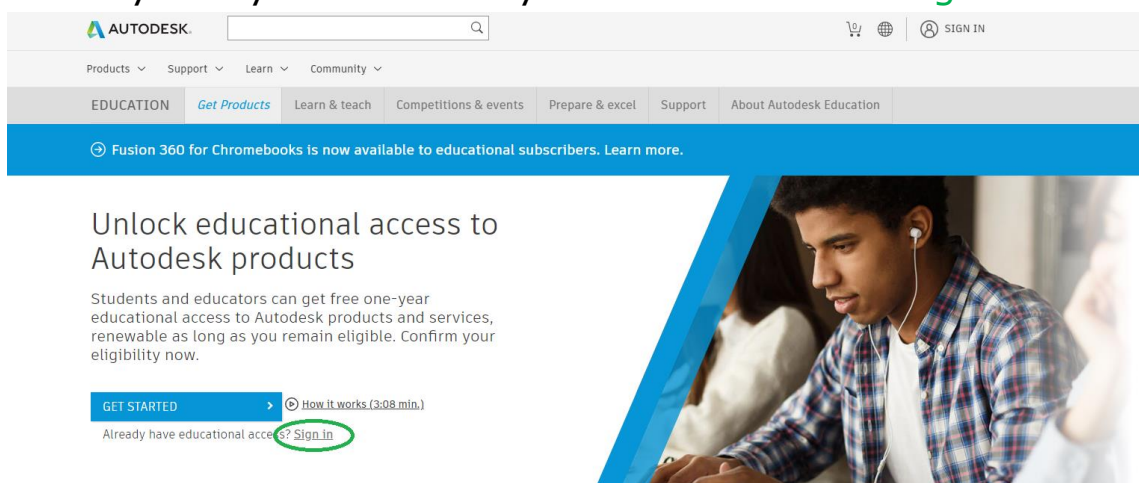 AUTODESK.
0
SIGN IN
Products Support Learn Community
EDUCATION Get Products Learn & teach Competitions & events Prepare & excel Support About Autodesk Education
Fusion 360 for Chromebooks is now available to educational subscribers. Learn more.
Unlock educational access to
Autodesk products
Students and educators can get free one-year
educational access to Autodesk products and services,
renewable as long as you remain eligible. Confirm your
eligibility now.
GET STARTED > How it works (3:08 min.)
Already have educational access? Sign in